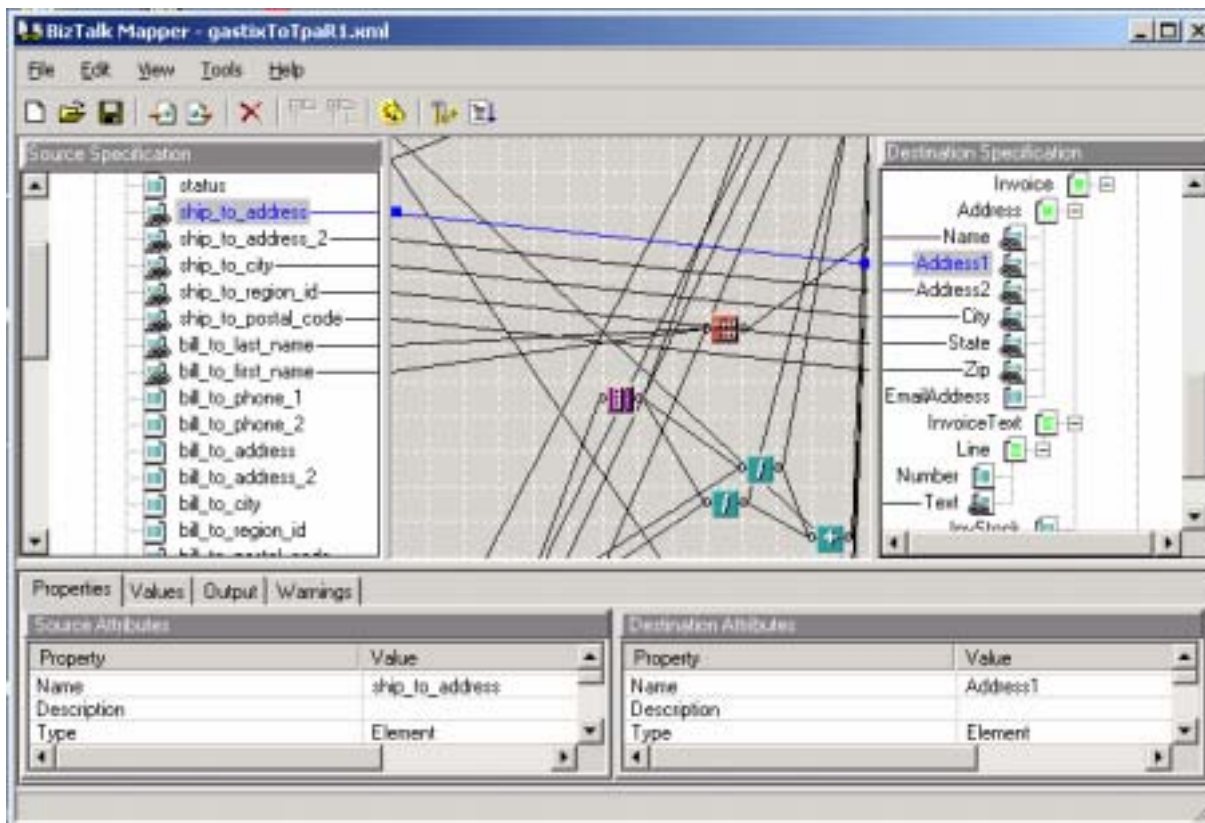 BizTalk Mapper - gastixToTpaR1.xml
File Edit View Tools Help
Source Specification
status
ship_to_address
ship_to_address_2
ship_to_city
ship_to_region_id
ship_to_postal_code
bill_to_last_name
bill_to_first_name
bill_to_phone_1
bill_to_phone_2
bill_to_address
bill_to_address_2
bill_to_city
bill_to_region_id
bill_to_postal_code
Destination Specification
Invoice
Address
Name
Address1
Address2
City
State
Zip
EmailAddress
InvoiceText
Line
Number
Text
InvStock
Properties Values Output Warnings
Source Attributes
Property Value
Name ship_to_address
Description
Type Element
Destination Attributes
Property Value
Name Address1
Description
Type Element